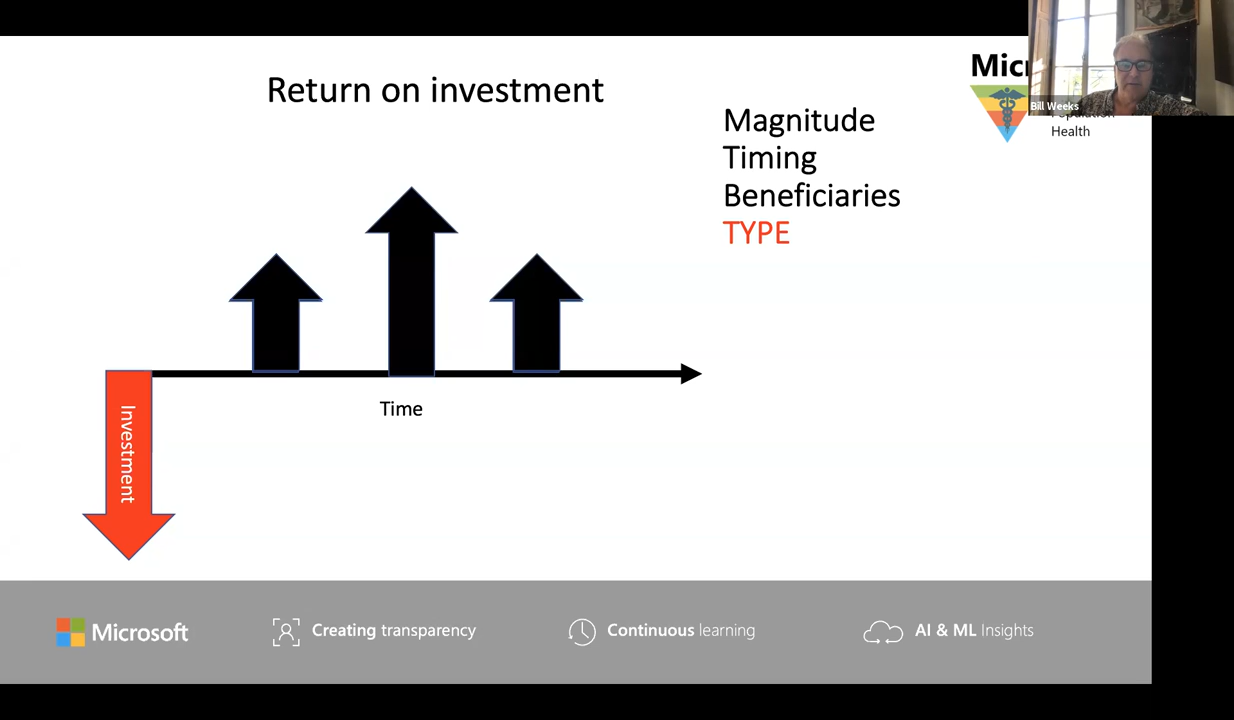 Return on investment
Magnitude
Timing
Beneficiaries
TYPE
Micr
Bill Weeks
Population
Health
Time
Investment
Microsoft
Creating transparency
Continuous learning
AI & ML Insights